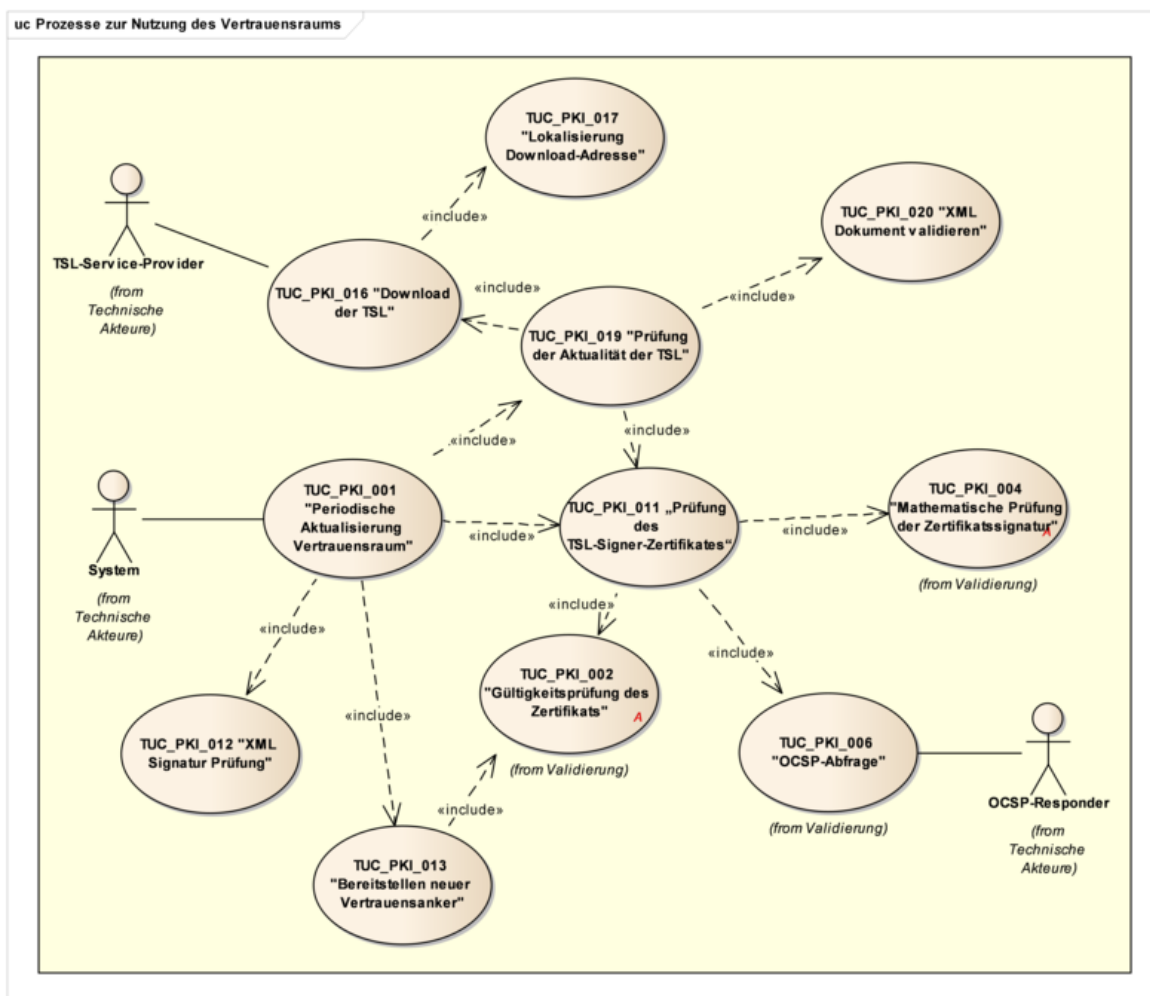 uc Prozesse zur Nutzung des Vertrauensraums
TUC_PKI_017
"Lokalisierung
Download-Adresse"
TUC_PKI_020 "XML
Dokument validieren"
«include»
TSL-Service-Provider
(from
Technische
Akteure)
TUC_PKI_016 "Download
der TSL"
«include»
«include»
TUC_PKI_019 "Prüfung
der Aktualität der TSL"
«include»
«include»
TUC_PKI_001
"Periodische
Aktualisierung
Vertrauensraum"
TUC_PKI_011 „Prüfung
des
TSL-Signer-Zertifikates“
TUC_PKI_004
"Mathematische Prüfung
der Zertifikatssignatur"
A
(from Validierung)
«include»
«include»
System
(from
Technische
Akteure)
«include»
«include»
«include»
«include»
TUC_PKI_002
"Gültigkeitsprüfung des
Zertifikats"
A
(from Validierung)
TUC_PKI_012 "XML
Signatur Prüfung"
TUC_PKI_006
"OCSP-Abfrage"
(from Validierung)
OCSP-Responder
(from
Technische
Akteure)
«include»
TUC_PKI_013
"Bereitstellen neuer
Vertrauensanker"